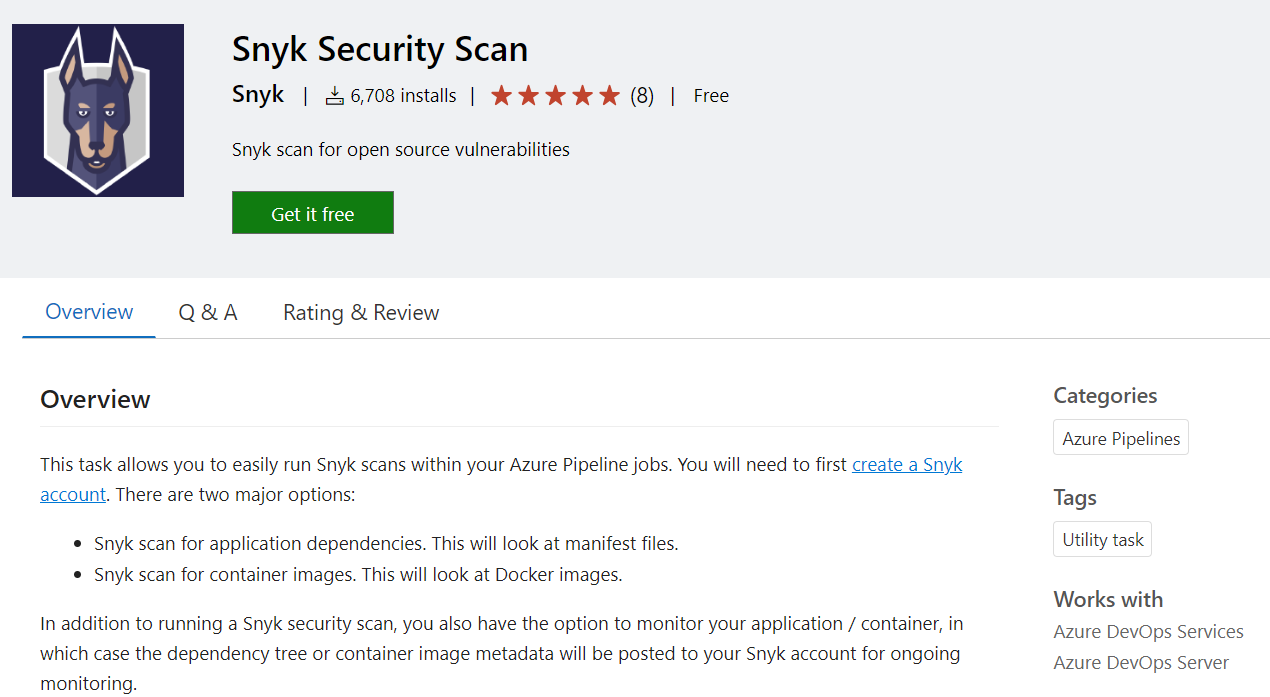 Snyk Security Scan
Snyk | 6,708 installs | (8) | Free
Snyk scan for open source vulnerabilities
Get it free
Overview Q & A Rating & Review
Overview
This task allows you to easily run Snyk scans within your Azure Pipeline jobs. You will need to first create a Snyk
account. There are two major options:
Snyk scan for application dependencies. This will look at manifest files.
Snyk scan for container images. This will look at Docker images.
In addition to running a Snyk security scan, you also have the option to monitor your application / container, in
which case the dependency tree or container image metadata will be posted to your Snyk account for ongoing
monitoring.
Categories
Azure Pipelines
Tags
Utility task
Works with
Azure DevOps Services
Azure DevOps Server